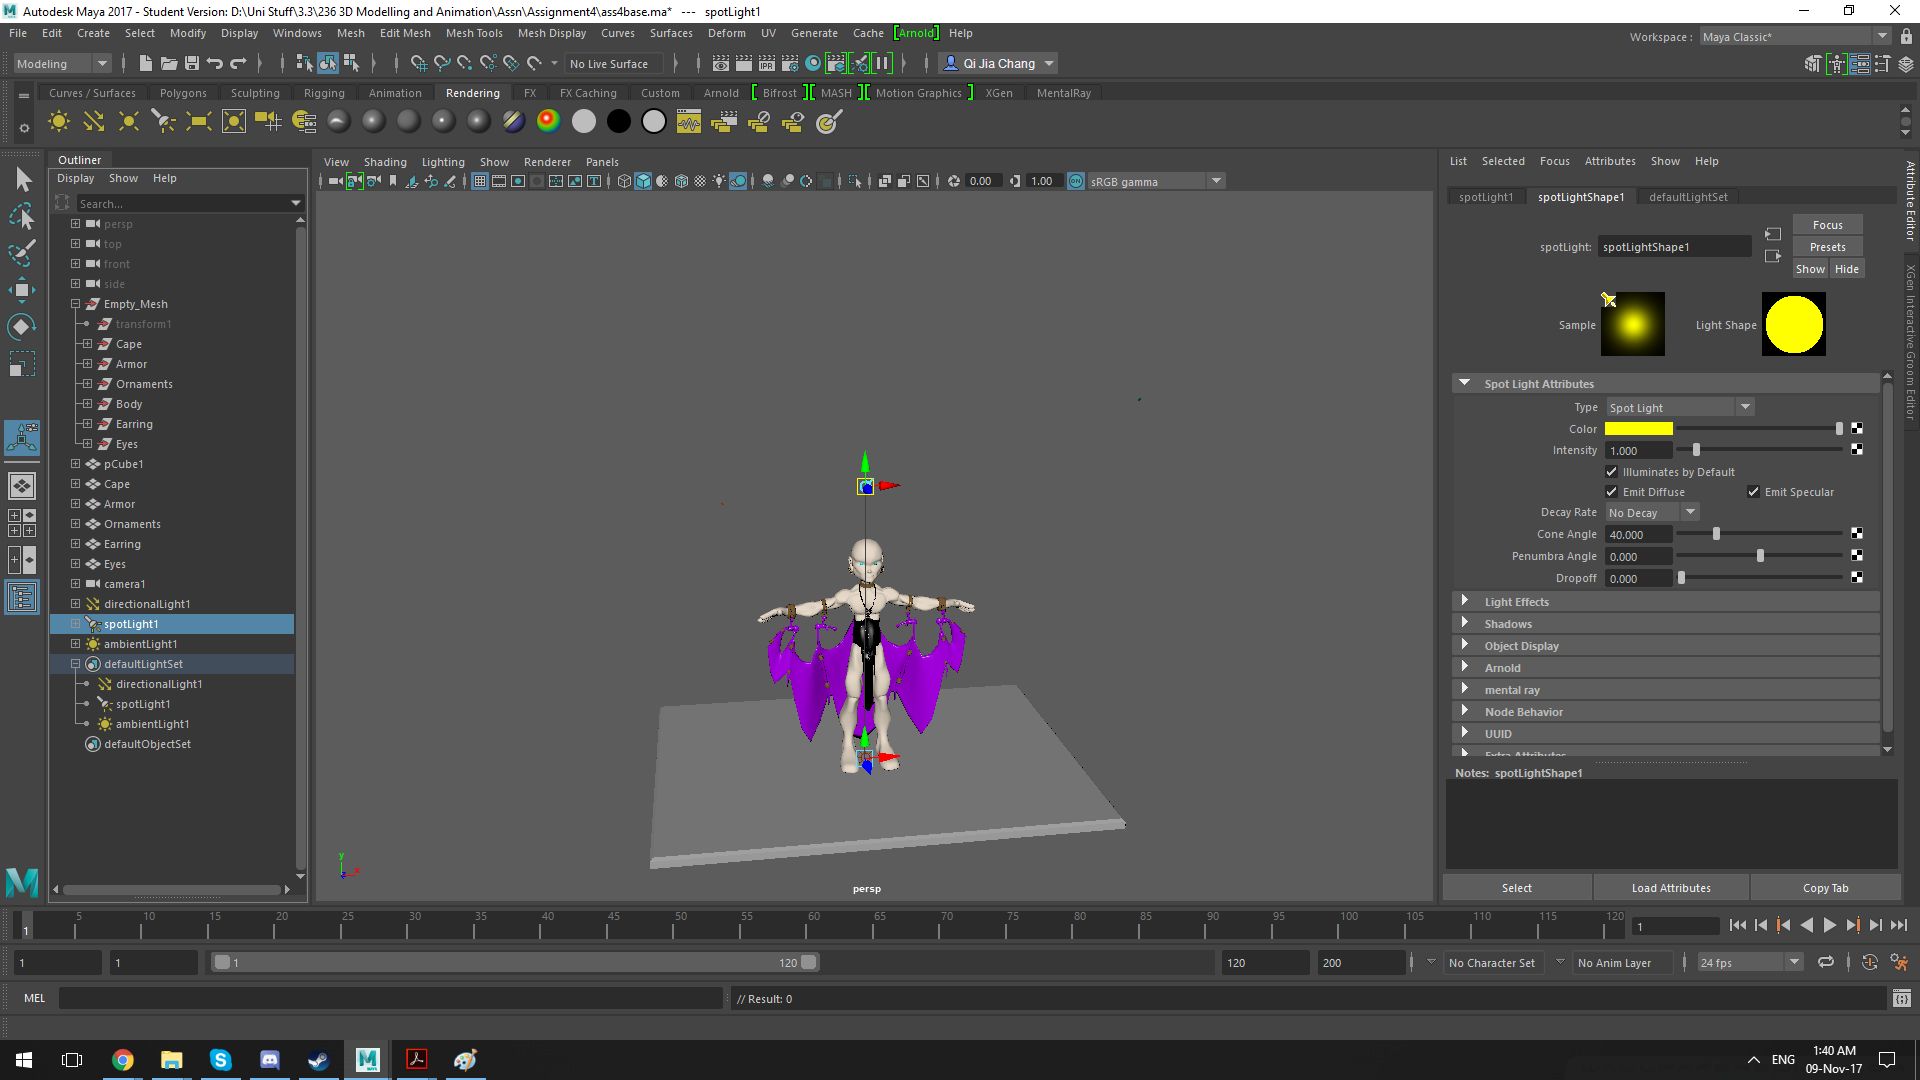 Autodesk Maya 2017 - Student Version: D:\Uni Stuff\3.3\236 3D Modelling and Animation\Assn\Assignment4\ass4base.ma* --- spotLight1
File Edit Create Select Modify Display Windows Mesh Edit Mesh Mesh Tools Mesh Display Curves Surfaces Deform UV Generate Cache [Arnold] Help
Workspace : Maya Classic*
Modeling No Live Surface IPR Qi Jia Chang
Curves / Surfaces Polygons Sculpting Rigging Animation Rendering FX FX Caching Custom Arnold [ Bifrost ] [ MASH ] [ Motion Graphics ] XGen MentalRay
Outliner
Display Show Help
Search...
persp
top
front
side
Empty_Mesh
transform1
Cape
Armor
Ornaments
Body
Earring
Eyes
pCube1
Cape
Armor
Ornaments
Earring
Eyes
camera1
directionalLight1
spotLight1
ambientLight1
defaultLightSet
directionalLight1
spotLight1
ambientLight1
defaultObjectSet
View Shading Lighting Show Renderer Panels
0.00 1.00 ON sRGB gamma
y
x
z
persp
List Selected Focus Attributes Show Help
spotLight1 spotLightShape1 defaultLightSet
spotLight: spotLightShape1
Focus
Presets
Show Hide
Sample Light Shape
Spot Light Attributes
Type Spot Light
Color
Intensity 1.000
Illuminates by Default
Emit Diffuse Emit Specular
Decay Rate No Decay
Cone Angle 40.000
Penumbra Angle 0.000
Dropoff 0.000
Light Effects
Shadows
Object Display
Arnold
mental ray
Node Behavior
UUID
Extra Attributes
Notes: spotLightShape1
Select Load Attributes Copy Tab
Attribute Editor
XGen Interactive Groom Editor
1 5 10 15 20 25 30 35 40 45 50 55 60 65 70 75 80 85 90 95 100 105 110 115 120 1
1 1 1 120 120 200 No Character Set No Anim Layer 24 fps
MEL // Result: 0
ENG
1:40 AM
09-Nov-17